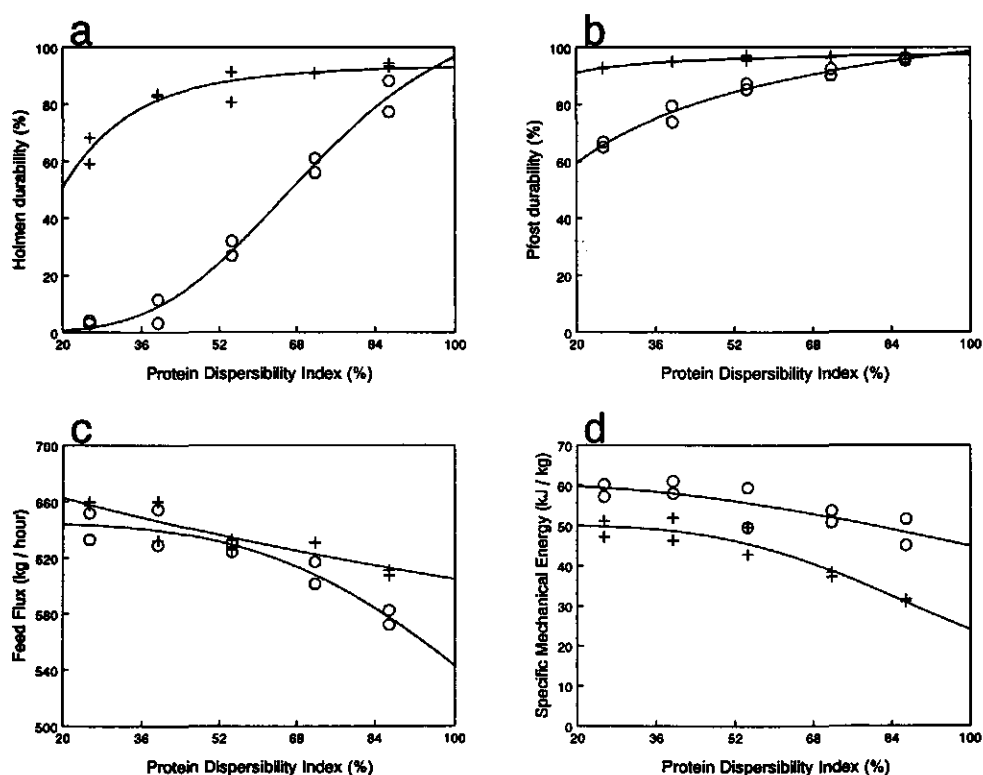 a
100
80
60
40
20
0
Holmen durability (%)
20 36 52 68 84 100
Protein Dispersibility Index (%)
b
100
80
60
40
20
0
Pfost durability (%)
20 36 52 68 84 100
Protein Dispersibility Index (%)
c
700
660
620
580
540
500
Feed Flux (kg / hour)
20 36 52 68 84 100
Protein Dispersibility Index (%)
d
70
60
50
40
30
20
10
0
Specific Mechanical Energy (kJ / kg)
20 36 52 68 84 100
Protein Dispersibility Index (%)